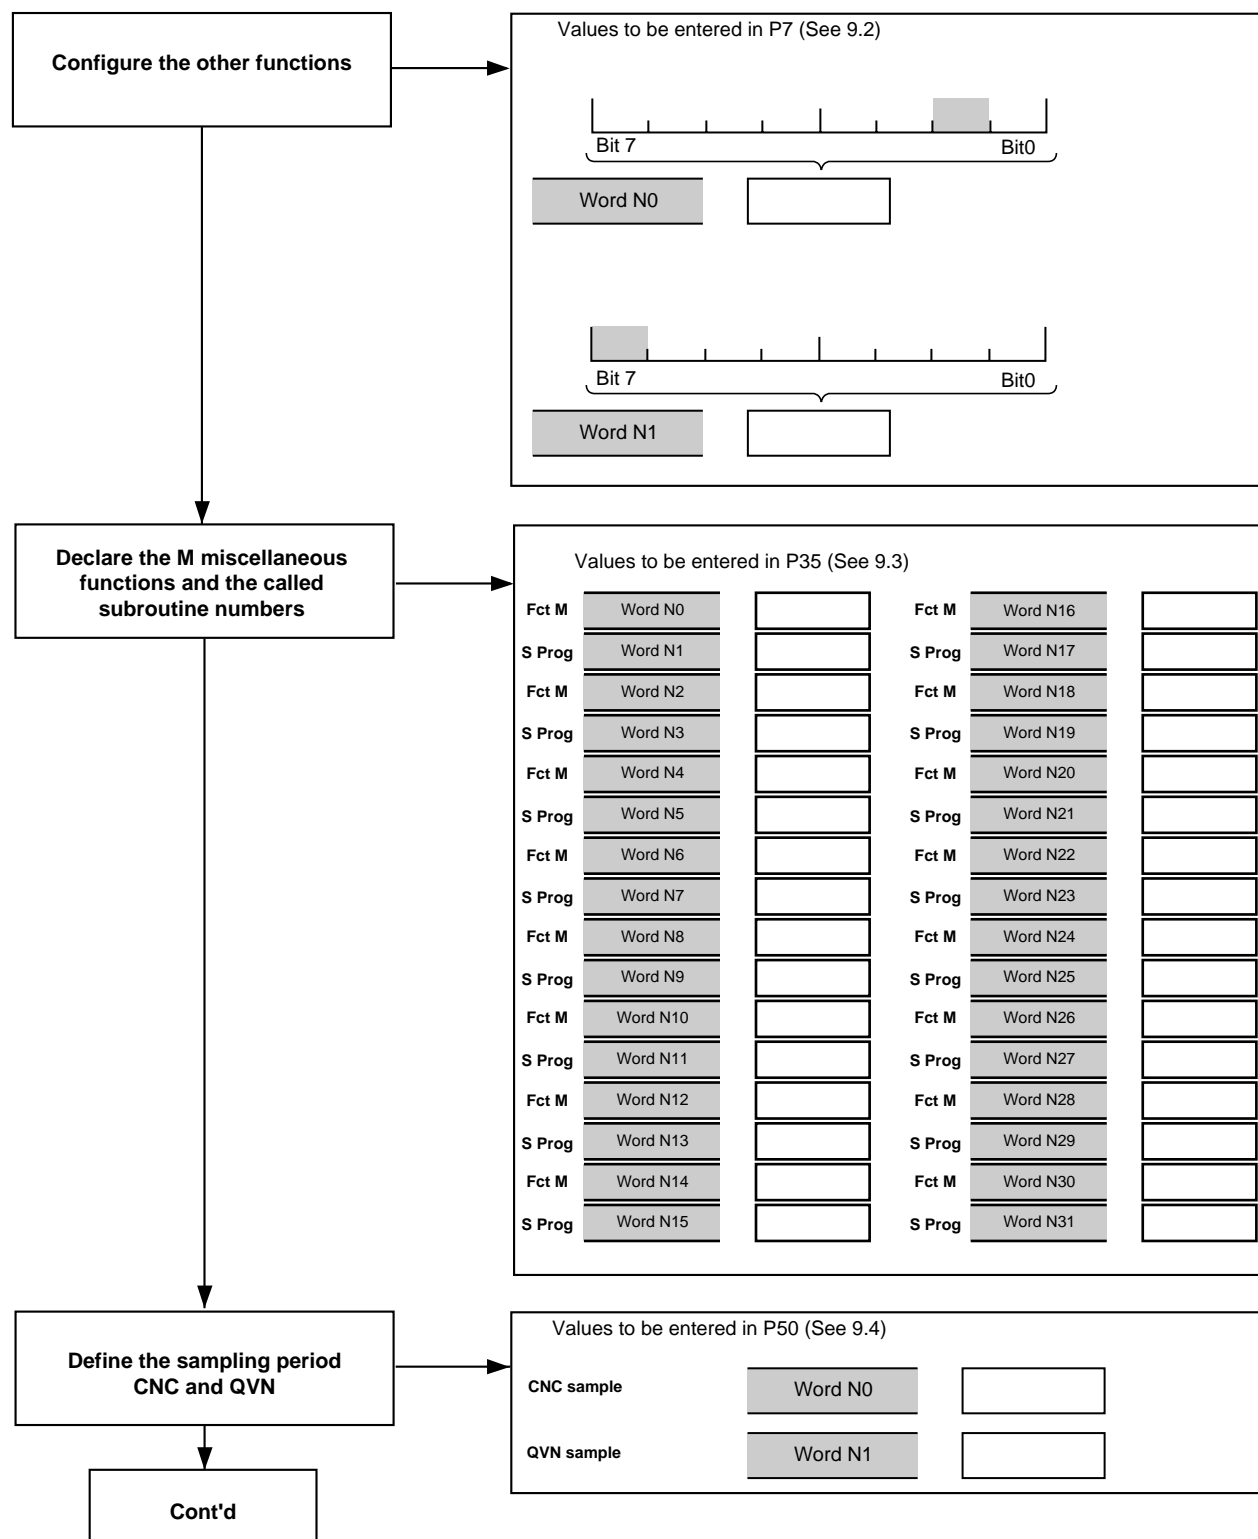 Configure the other functions
Values to be entered in P7 (See 9.2)
Bit 7 Bit0
Word N0
Bit 7 Bit0
Word N1
Declare the M miscellaneous
functions and the called
subroutine numbers
Values to be entered in P35 (See 9.3)
Fct M Word N0 Fct M Word N16
S Prog Word N1 S Prog Word N17
Fct M Word N2 Fct M Word N18
S Prog Word N3 S Prog Word N19
Fct M Word N4 Fct M Word N20
S Prog Word N5 S Prog Word N21
Fct M Word N6 Fct M Word N22
S Prog Word N7 S Prog Word N23
Fct M Word N8 Fct M Word N24
S Prog Word N9 S Prog Word N25
Fct M Word N10 Fct M Word N26
S Prog Word N11 S Prog Word N27
Fct M Word N12 Fct M Word N28
S Prog Word N13 S Prog Word N29
Fct M Word N14 Fct M Word N30
S Prog Word N15 S Prog Word N31
Define the sampling period
CNC and QVN
Values to be entered in P50 (See 9.4)
CNC sample Word N0
QVN sample Word N1
Cont'd